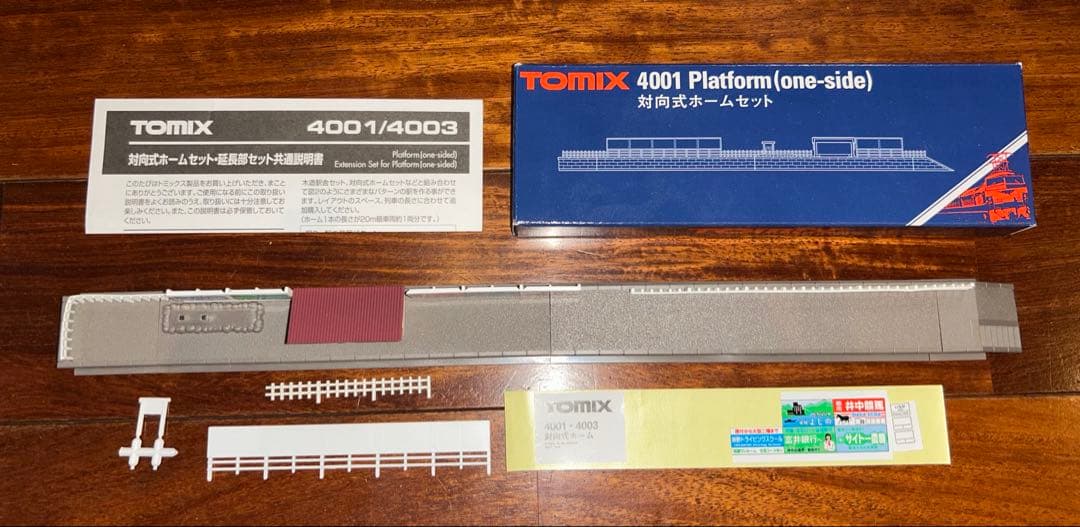 TOMIX 4001 Platform(one-side)
対向式ホームセット
TOMIX 4001/4003
対向式ホームセット・延長部セット共通説明書
Platform(one-sided)
Extension Set for Platform(one-sided)
このたびはトミックス製品をお買い上げいただき、まこと
にありがとうございます。ご使用になる前にこの取り扱い
説明書をよくお読みのうえ、取り扱いには十分注意してお
楽しみください。また、この説明書は必ず保管しておいて
ください。
木造駅舎セット、対向式ホームセットなどと組み合わせ
て図2のようにさまざまなパターンの駅を作る事ができ
ます。レイアウトのスペース、列車の長さに合わせて追
加購入してください。
(ホーム1本の長さが20m級車両約1両分です。)
TOMIX
4001・4003
対向式ホーム
井中醤運
富井銀行
サイトー農機